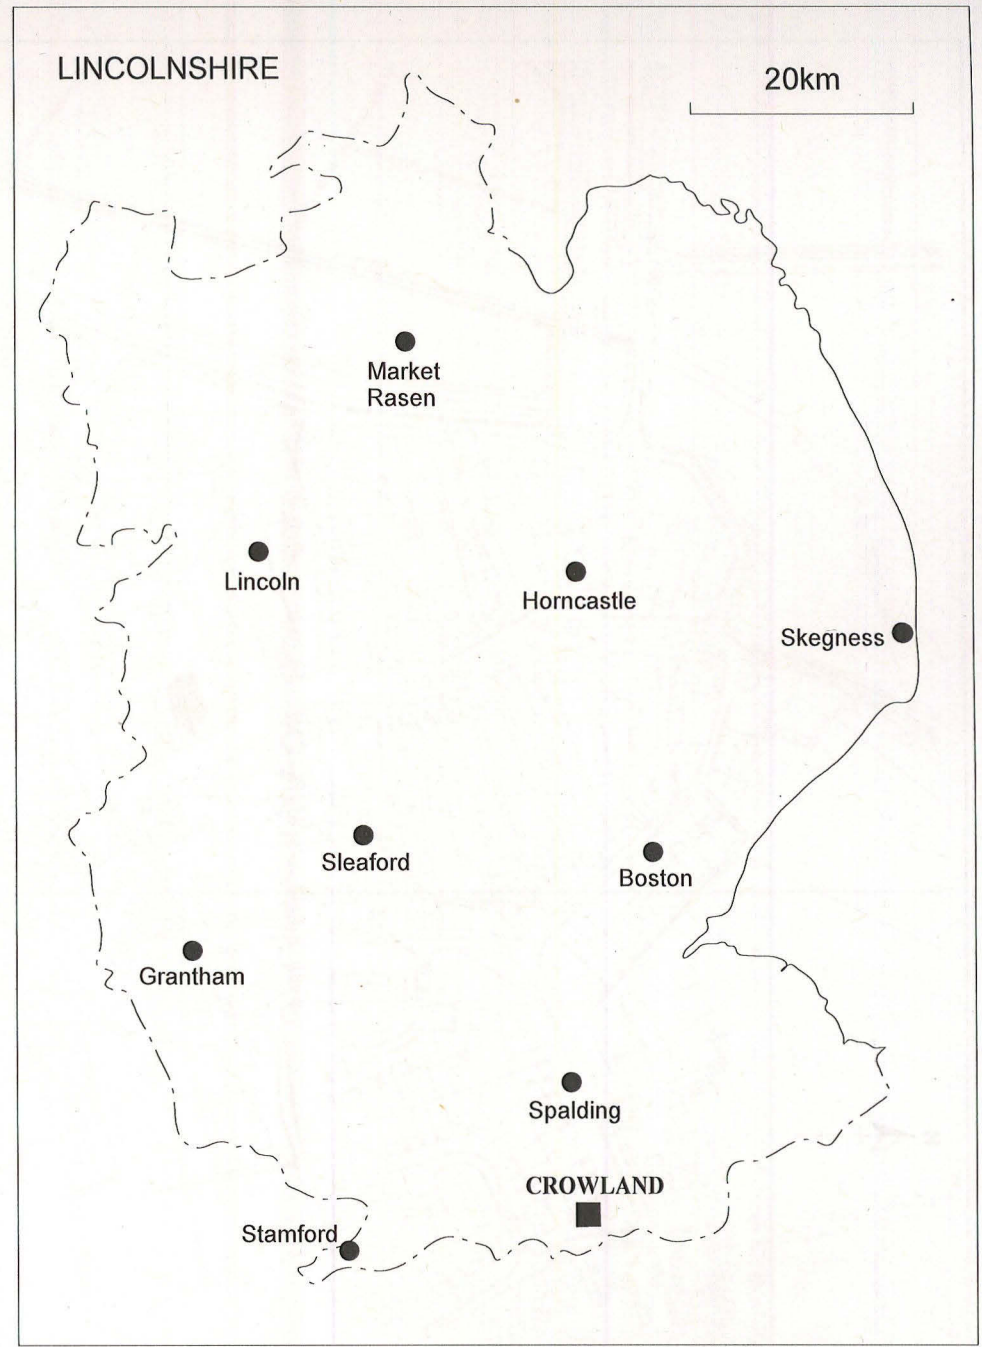 LINCOLNSHIRE
20km
Market
Rasen
Lincoln
Horncastle
Skegness
Sleaford
Boston
Grantham
Spalding
CROWLAND
Stamford